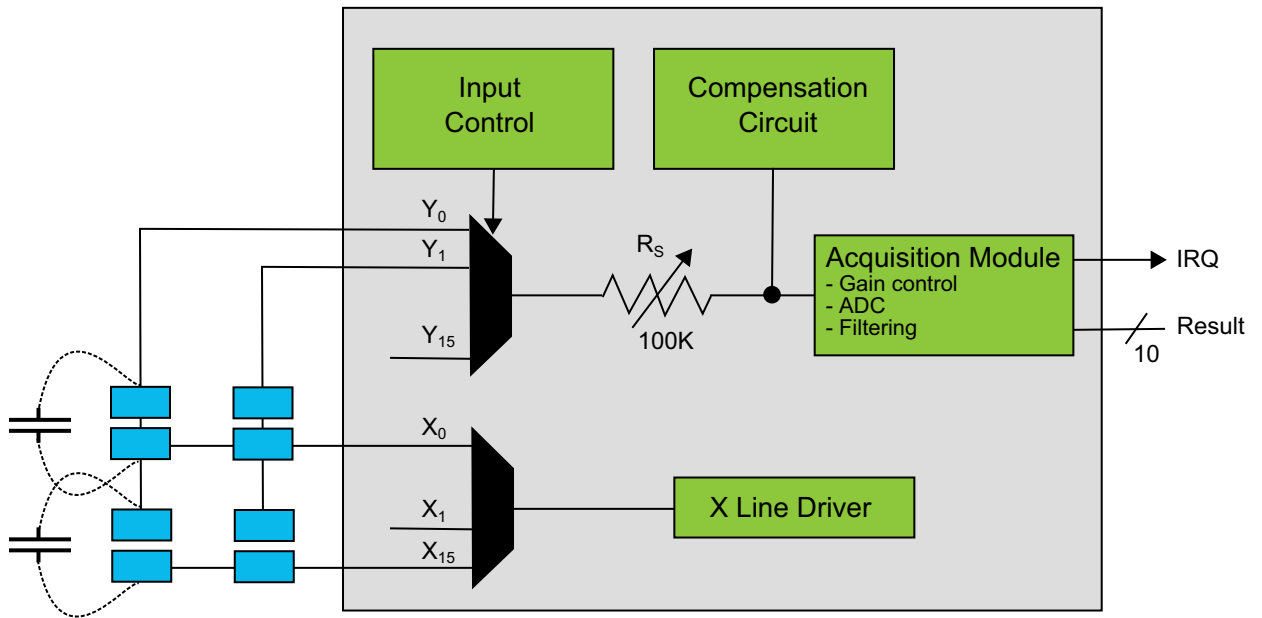 Input
Control
Compensation
Circuit
Y₀
Y₁
Y₁₅
R_S
100K
Acquisition Module
- Gain control
- ADC
- Filtering
IRQ
Result
10
X₀
X₁
X₁₅
X Line Driver